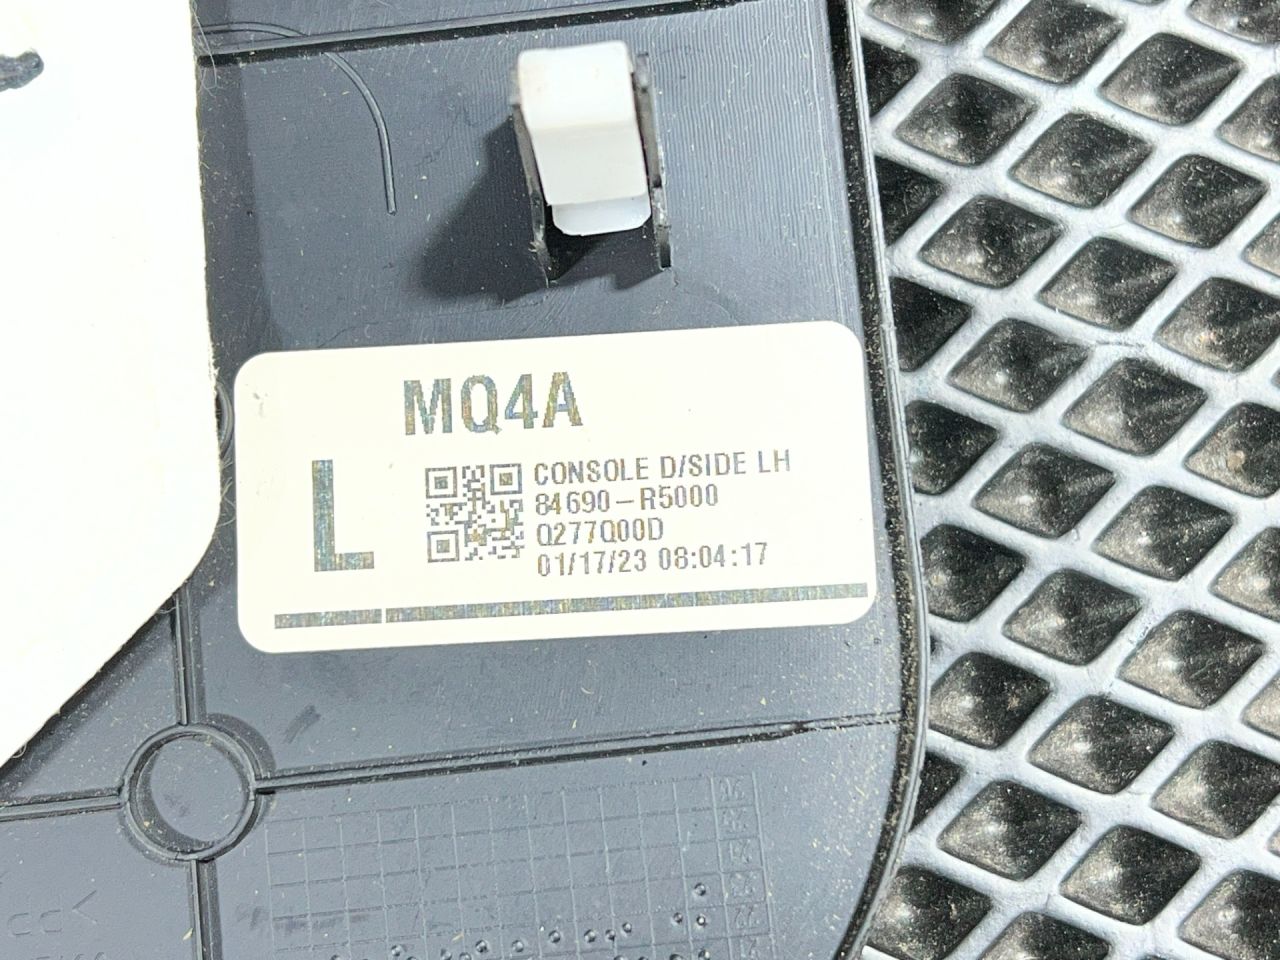 MQ4A
L
CONSOLE D/SIDE LH
84690-R5000
Q277Q00D
01/17/23 08:04:17